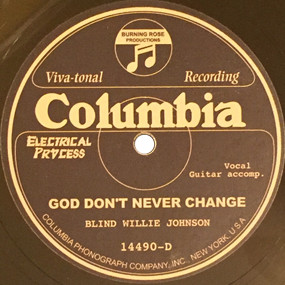 BURNING ROSE
PRODUCTIONS
Viva-tonal Recording
Columbia
ELECTRICAL
PRVCESS
Vocal
Guitar accomp.
GOD DON'T NEVER CHANGE
BLIND WILLIE JOHNSON
14490-D
COLUMBIA PHONOGRAPH COMPANY, INC. NEW YORK, U.S.A